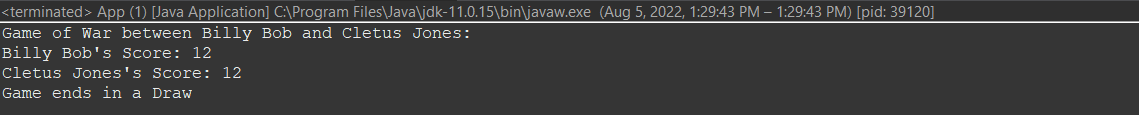 <terminated> App (1) [Java Application] C:\Program Files\Java\jdk-11.0.15\bin\javaw.exe (Aug 5, 2022, 1:29:43 PM – 1:29:43 PM) [pid: 39120]
Game of War between Billy Bob and Cletus Jones:
Billy Bob's Score: 12
Cletus Jones's Score: 12
Game ends in a Draw